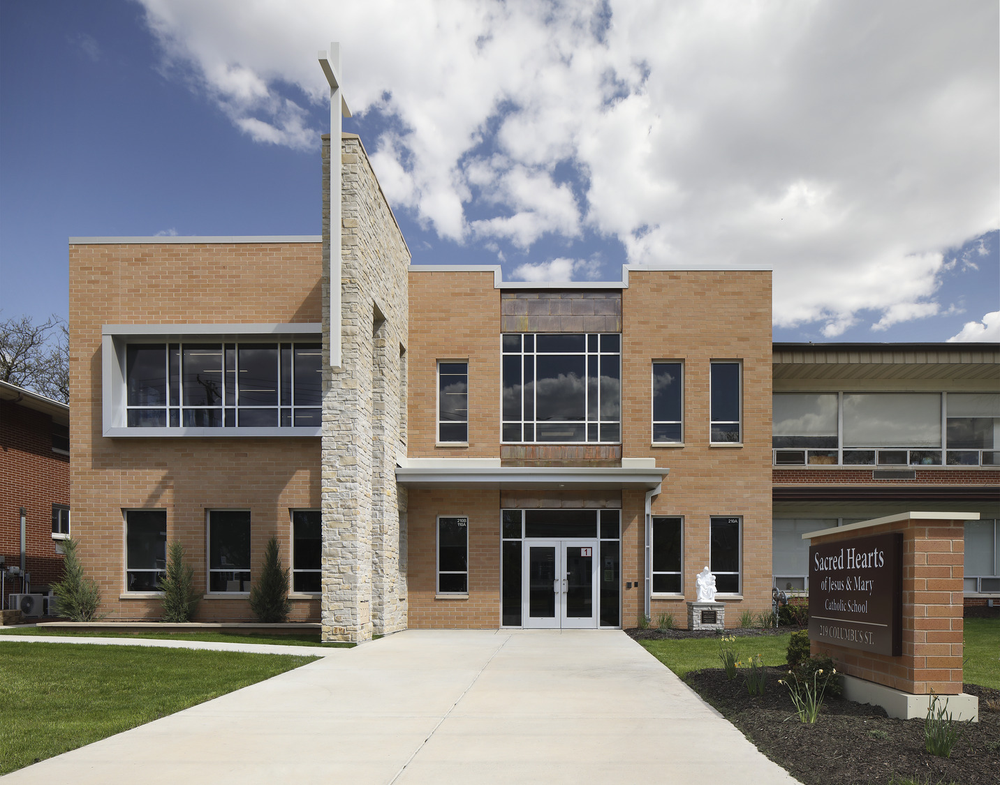 210B
110A
210A
1
Sacred Hearts
of Jesus & Mary
Catholic School
219 COLUMBUS ST.